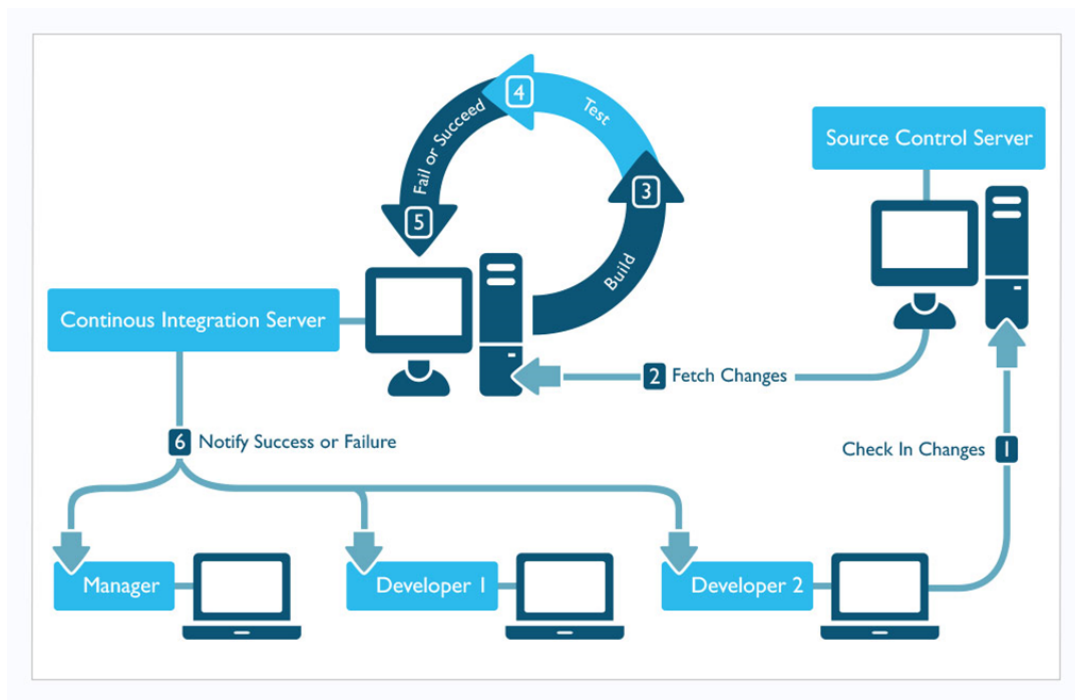 4
Test
Fail or Succeed
Source Control Server
3
5
Build
Continous Integration Server
2 Fetch Changes
6 Notify Success or Failure
Check In Changes 1
Manager
Developer 1
Developer 2